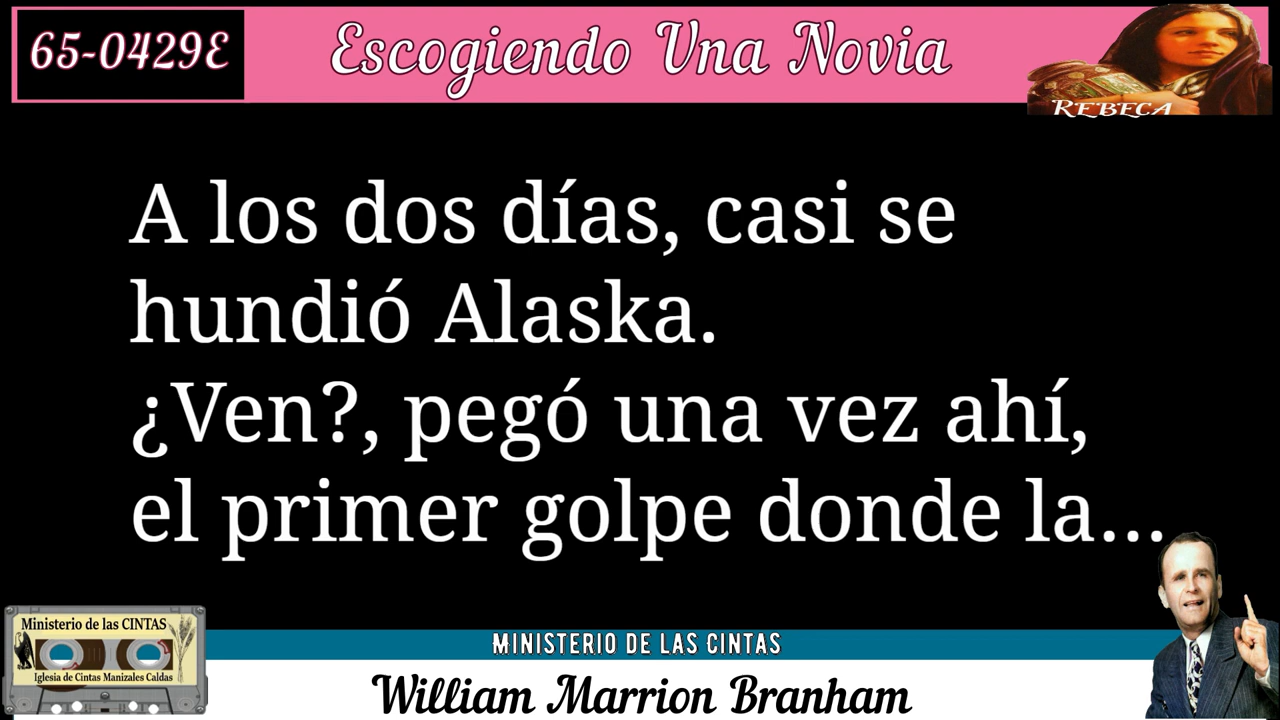 65-0429E
Escogiendo Una Novia
REBECA
A los dos días, casi se
hundió Alaska.
¿Ven?, pegó una vez ahí,
el primer golpe donde la...
Ministerio de las CINTAS
Iglesia de Cintas Manizales Caldas
MINISTERIO DE LAS CINTAS
William Marrion Branham